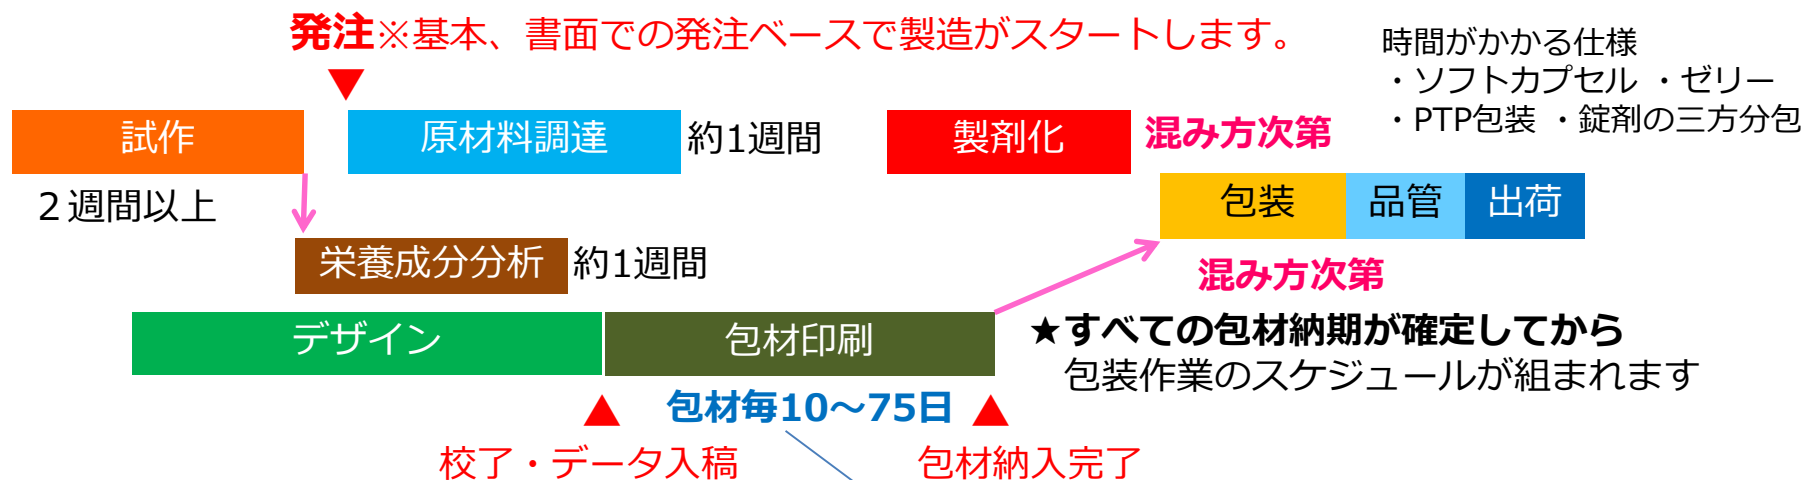 発注※基本、書面での発注ベースで製造がスタートします。
時間がかかる仕様
・ソフトカプセル ・ゼリー
・PTP包装 ・錠剤の三方分包
試作
原材料調達
約1週間
製剤化
混み方次第
２週間以上
包装
品管
出荷
栄養成分分析
約1週間
混み方次第
デザイン
包材印刷
★すべての包材納期が確定してから
包装作業のスケジュールが組まれます
包材毎10～75日
校了・データ入稿
包材納入完了